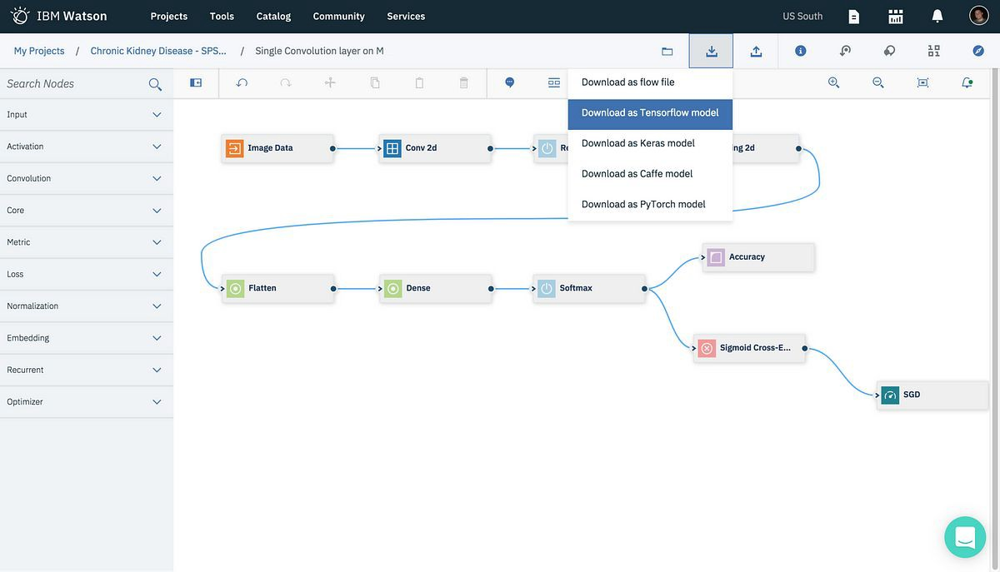 IBM Watson
Projects
Tools
Catalog
Community
Services
US South
My Projects / Chronic Kidney Disease - SPS... / Single Convolution layer on M
Search Nodes
Input
Activation
Convolution
Core
Metric
Loss
Normalization
Embedding
Recurrent
Optimizer
Download as flow file
Download as Tensorflow model
Download as Keras model
Download as Caffe model
Download as PyTorch model
Image Data
Conv 2d
Re
ng 2d
Flatten
Dense
Softmax
Accuracy
Sigmoid Cross-E...
SGD